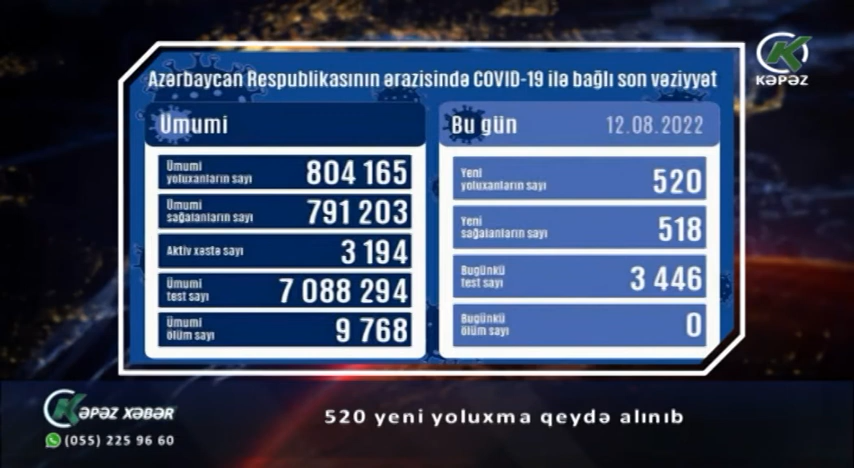 Azərbaycan Respublikasının ərazisində COVID-19 ilə bağlı son vəziyyət
KƏPƏZ
Ümumi
Ümumi
yoluxanların sayı
804 165
Ümumi
sağalanların sayı
791 203
Aktiv xəstə sayı
3 194
Ümumi
test sayı
7 088 294
Ümumi
ölüm sayı
9 768
Bu gün
12.08.2022
Yeni
yoluxanların sayı
520
Yeni
sağalanların sayı
518
Bugünkü
test sayı
3 446
Bugünkü
ölüm sayı
0
KƏPƏZ XƏBƏR
(055) 225 96 60
520 yeni yoluxma qeydə alınıb